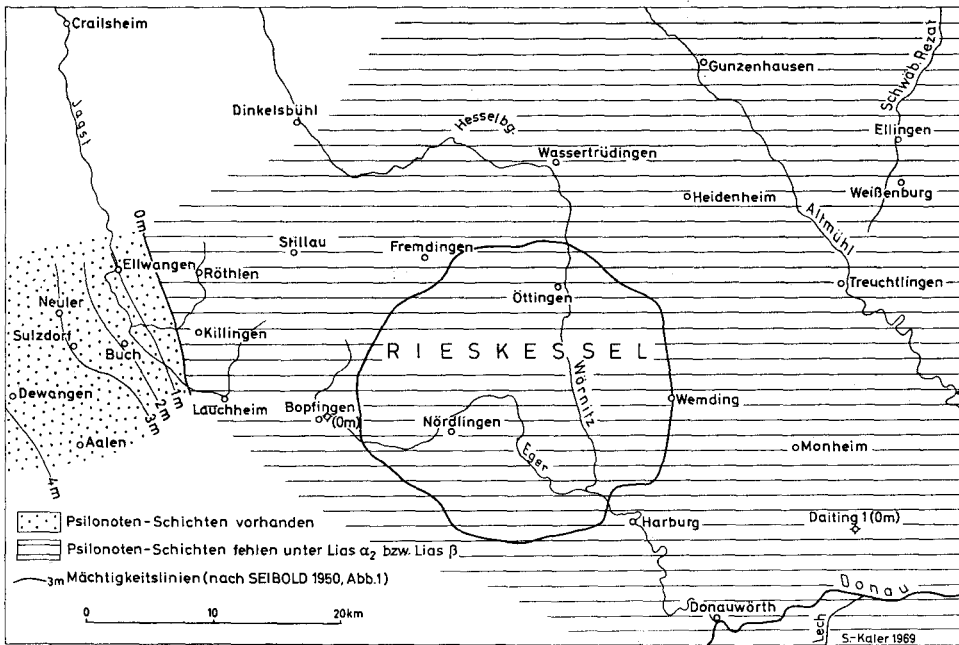 Crailsheim
Jagst
Dinkelsbühl
Hesselbg.
Wassertrüdingen
Gunzenhausen
Schwäb. Rezat
Ellingen
Weißenburg
Heidenheim
Altmühl
Treuchtlingen
0m
Ellwangen
Röthlen
Stillau
Fremdingen
Öttingen
Neuler
Sulzdorf
Buch
Killingen
RIESKESSEL
Wörnitz
1m
2m
3m
4m
Dewangen
Aalen
Lauchheim
Bopfingen
(0m)
Nördlingen
Eger
Wemding
Monheim
Harburg
Daiting 1 (0m)
Donau
Donauwörth
Lech
Psilonoten-Schichten vorhanden
Psilonoten-Schichten fehlen unter Lias α₂ bzw. Lias β
3m Mächtigkeitslinien (nach SEIBOLD 1950, Abb.1)
0 10 20km
S.-Kaler 1969